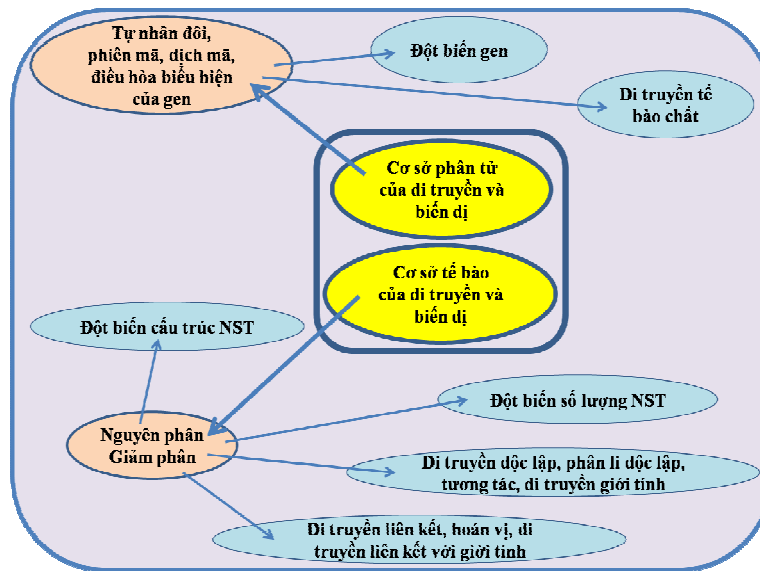 Tự nhân đôi,
phiên mã, dịch mã,
điều hòa biểu hiện
của gen
Đột biến gen
Di truyền tế
bào chất
Cơ sở phân tử
của di truyền và
biến dị
Cơ sở tế bào
của di truyền và
biến dị
Đột biến cấu trúc NST
Đột biến số lượng NST
Nguyên phân
Giảm phân
Di truyền độc lập, phân li độc lập,
tương tác, di truyền giới tính
Di truyền liên kết, hoán vị, di
truyền liên kết với giới tính